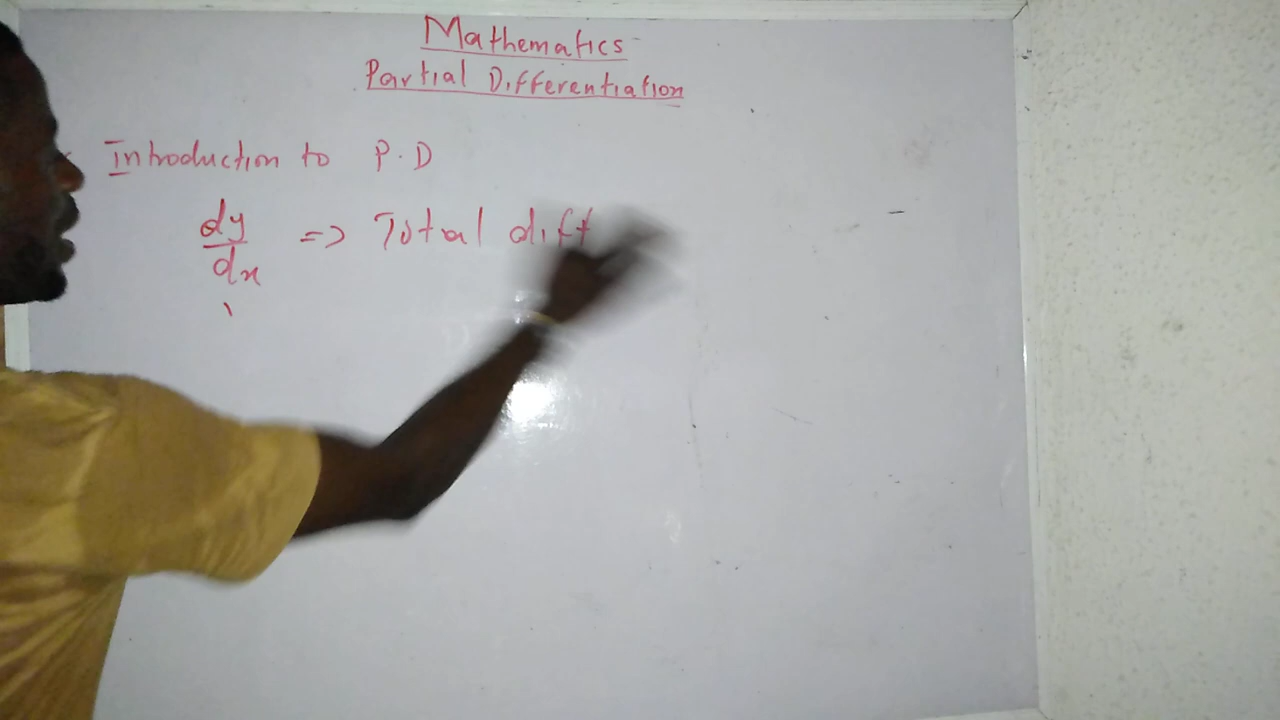 Mathematics
Partial Differentiation
Introduction to P.D
dy/dx => Total diff